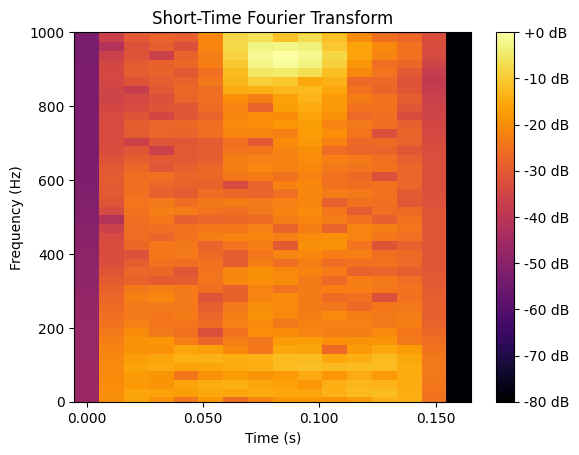 Short-Time Fourier Transform
1000
800
600
400
200
0
Frequency (Hz)
0.000
0.050
0.100
0.150
Time (s)
+0 dB
-10 dB
-20 dB
-30 dB
-40 dB
-50 dB
-60 dB
-70 dB
-80 dB